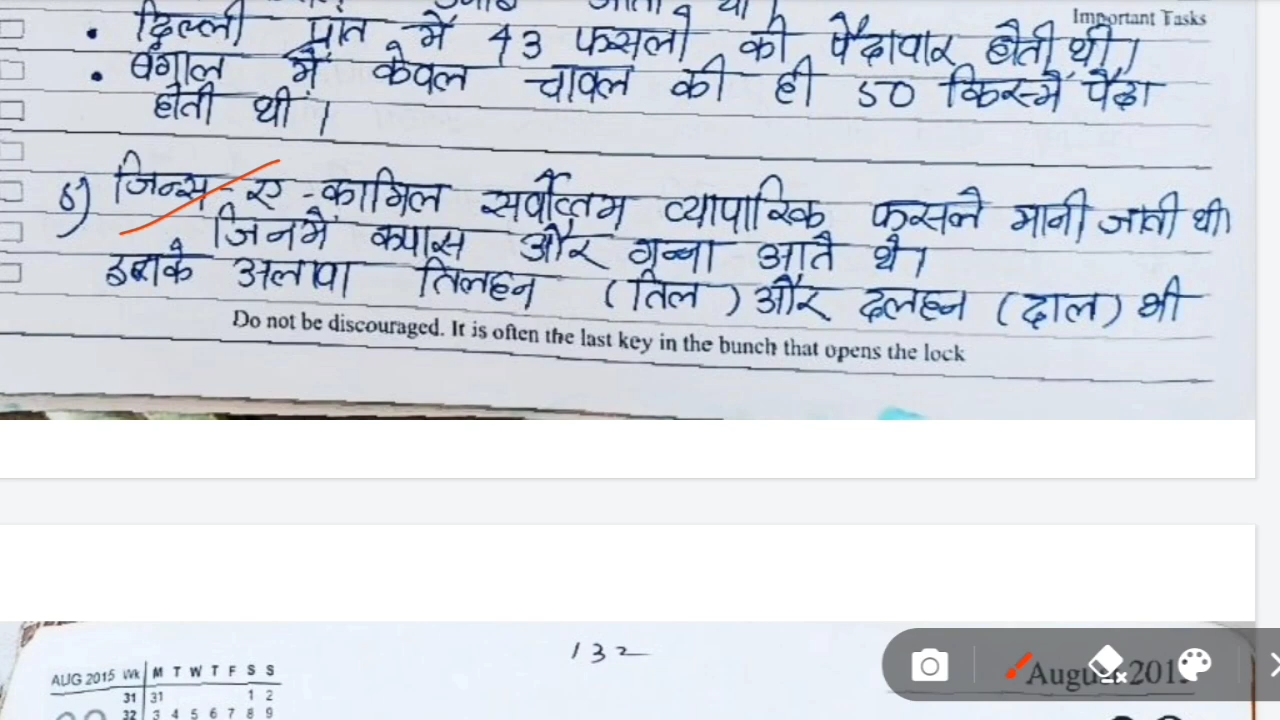 Important Tasks
• दिल्ली प्रांत में 43 फसलों की पैदावार होती थी।
• बंगाल में केवल चावल की ही 50 किस्में पैदा
होती थीं।
6) जिन्स-ए-कामिल सर्वोत्तम व्यापारिक फसले मानी जाती थी।
जिनमें कपास और गन्ना आते थे।
इसके अलावा तिलहन (तिल) और दलहन (दाल) भी
Do not be discouraged. It is often the last key in the bunch that opens the lock
132
AUG 2015 Wk M T W T F S S
31 31 1 2
32 3 4 5 6 7 8 9
August 201